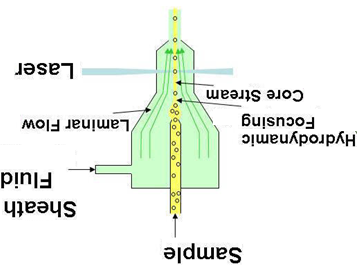 Laser
Core Stream
Laminar Flow
Hydrodynamic
Focusing
Sheath
Fluid
Sample